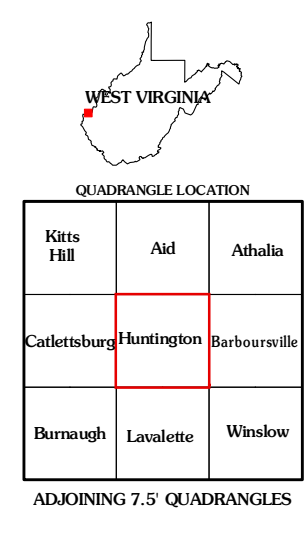 WEST VIRGINIA
QUADRANGLE LOCATION
Kitts
Hill
Aid
Athalia
Catlettsburg
Huntington
Barboursville
Burnaugh
Lavalette
Winslow
ADJOINING 7.5' QUADRANGLES